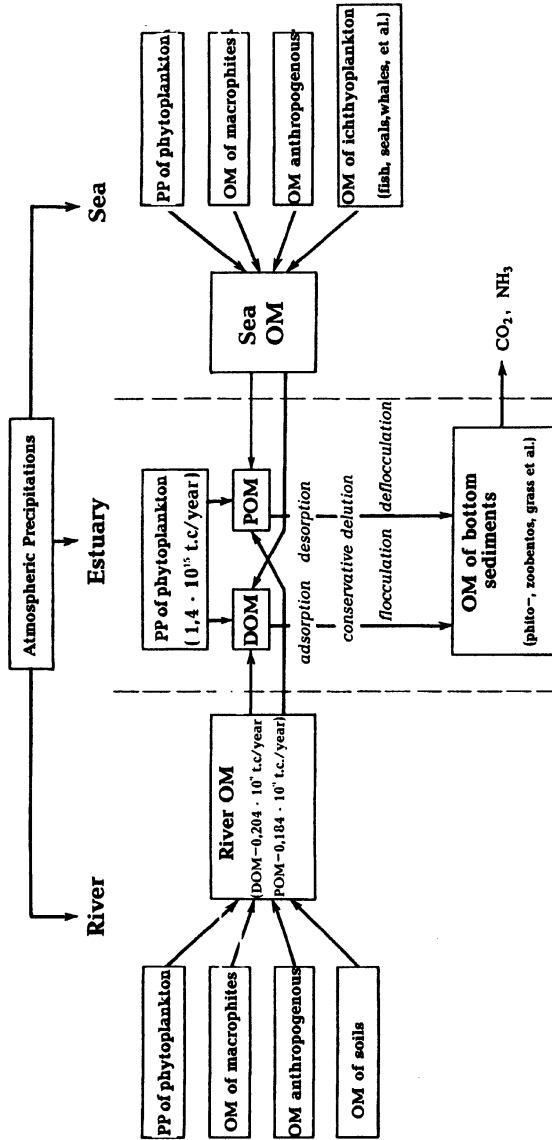 Atmospheric Precipitations
River
Estuary
Sea
PP of phytoplankton
OM of macrophites
OM anthropogenous
OM of soils
River OM
(DOM–0,204 · 10" t.c/year
POM–0,184 · 10" t.c./year)
PP of phytoplankton
( 1,4 · 10¹⁵ t.c/year)
DOM
POM
adsorption desorption
conservative delution
flocculation deflocculation
OM of bottom
sediments
(phito–, zoobentos, grass et al.)
CO₂, NH₃
Sea
OM
PP of phytoplankton
OM of macrophites
OM anthropogenous
OM of ichthyoplankton
(fish, seals,whales, et al.)